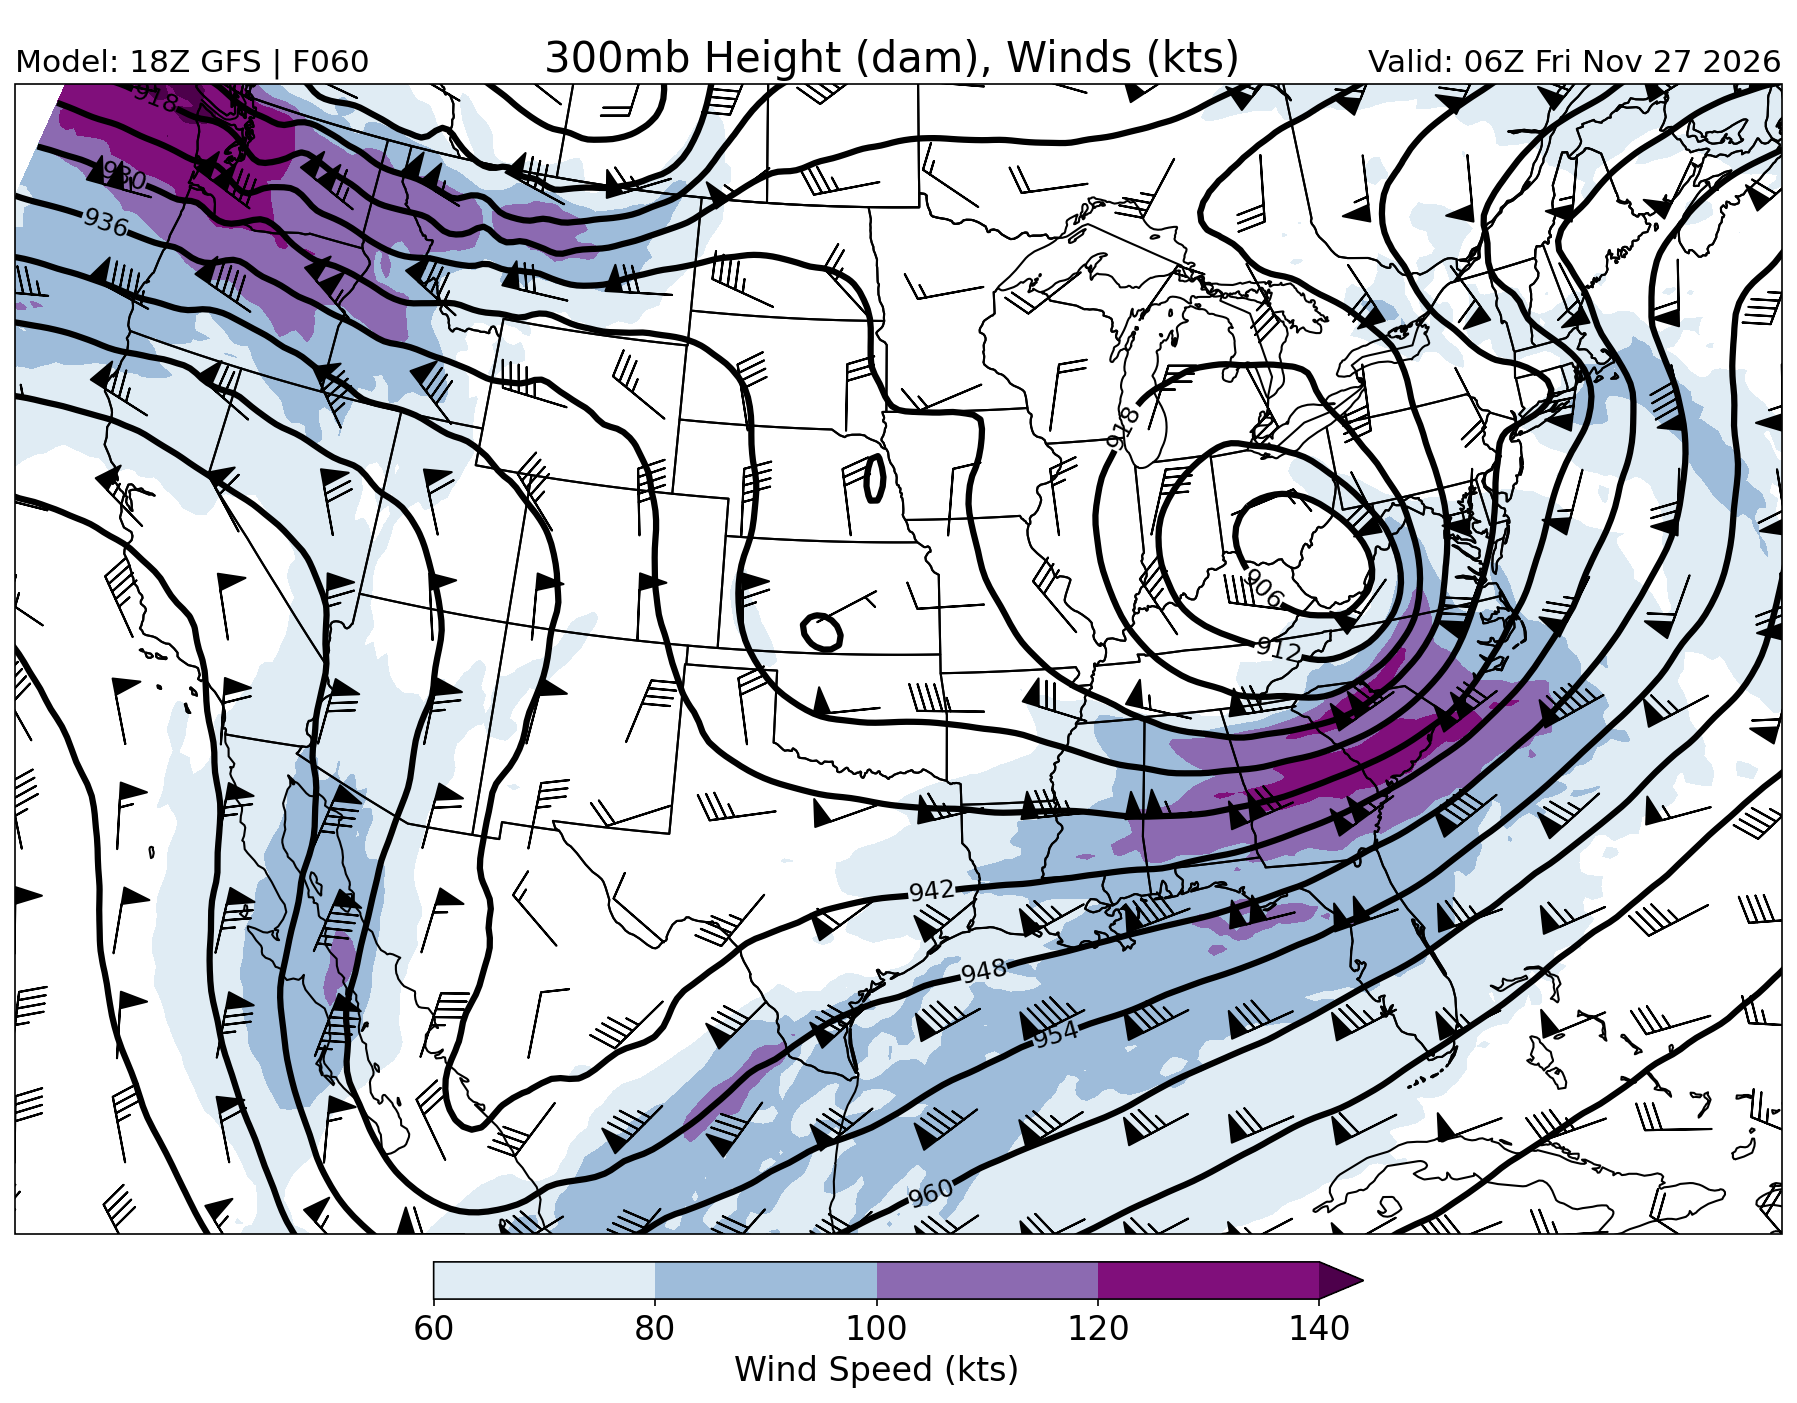 Model: 18Z GFS | F060
300mb Height (dam), Winds (kts)
Valid: 06Z Fri Nov 27 2026
918
930
936
918
906
912
942
948
954
960
60 80 100 120 140
Wind Speed (kts)